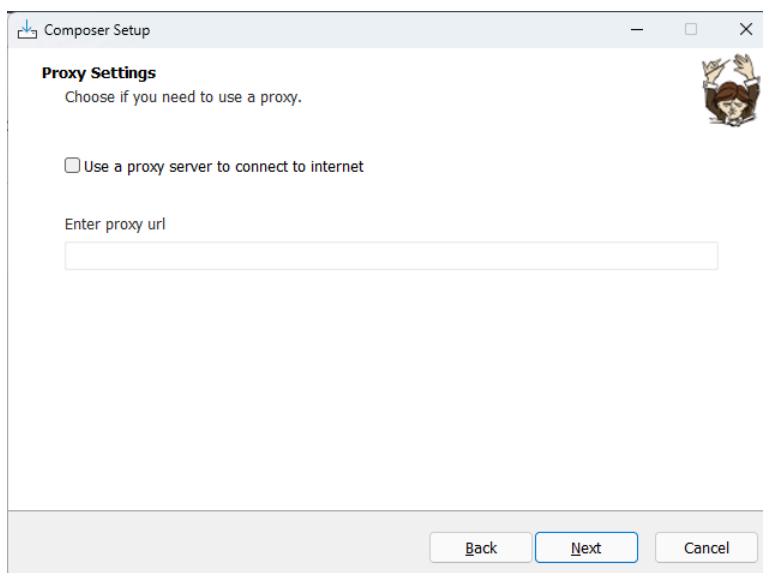 Composer Setup
Proxy Settings
Choose if you need to use a proxy.
Use a proxy server to connect to internet
Enter proxy url
Back
Next
Cancel